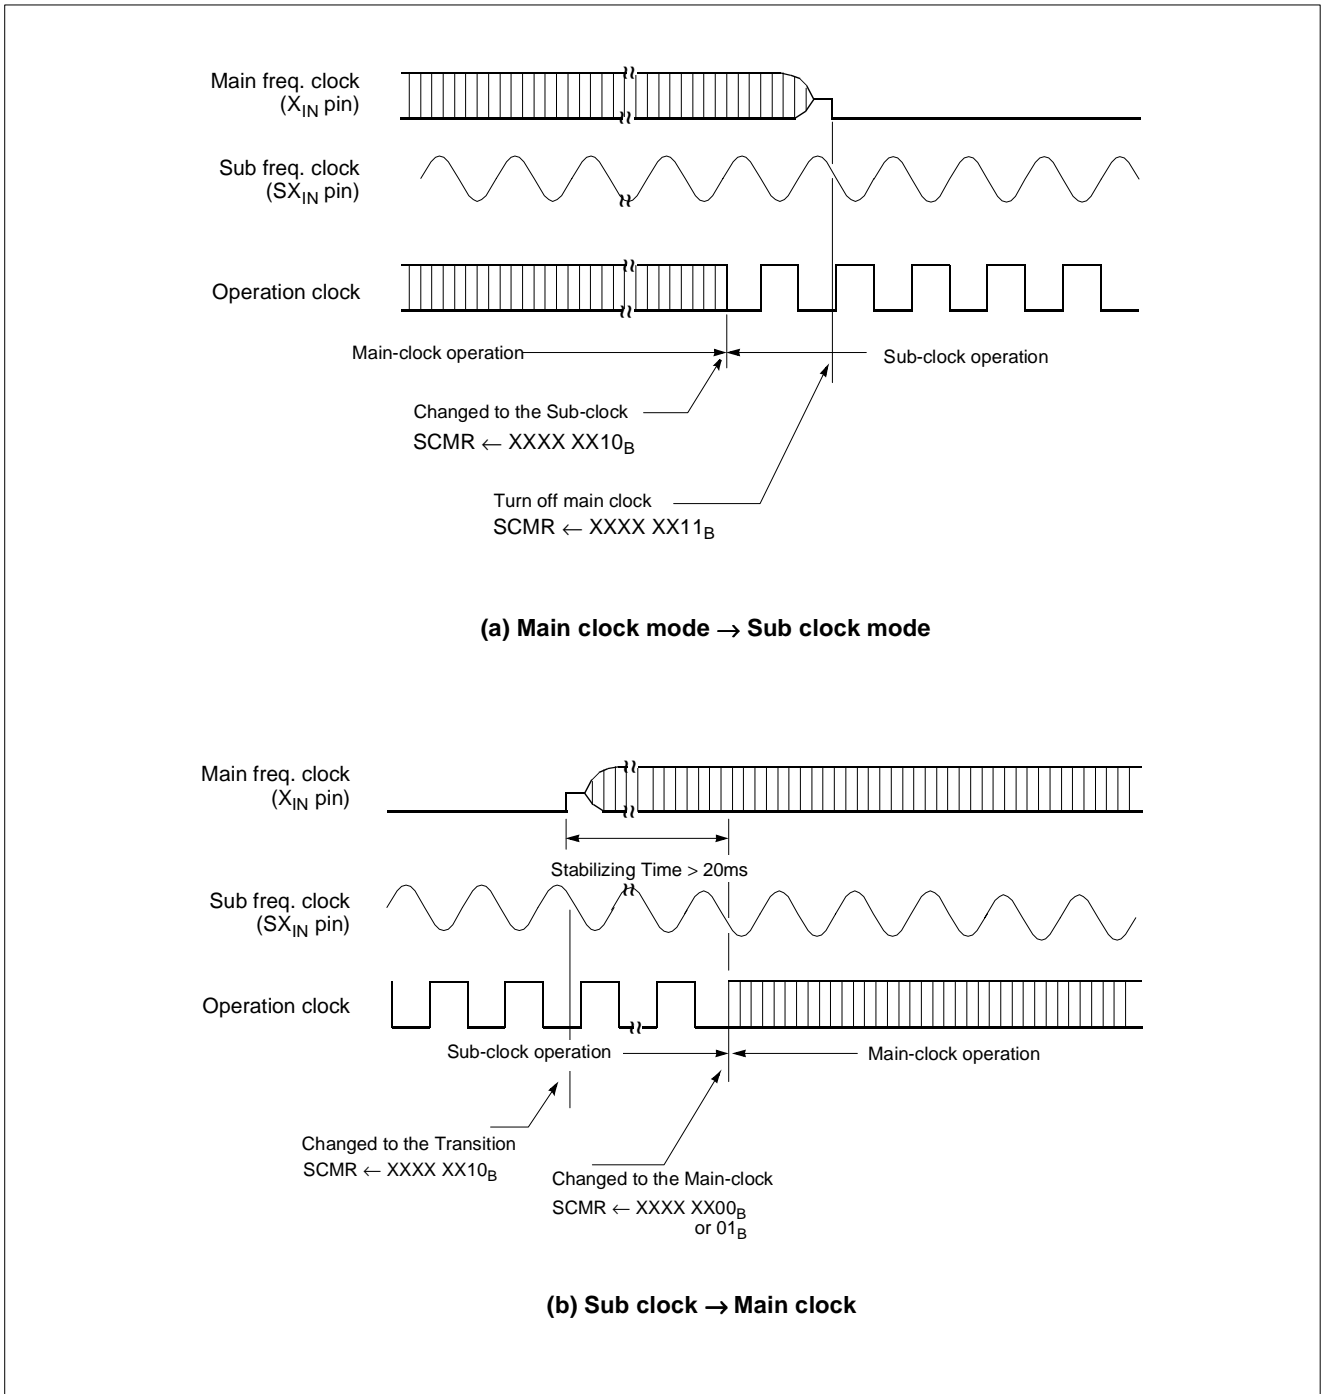 Main freq. clock
(XIN pin)
Sub freq. clock
(SXIN pin)
Operation clock
Main-clock operation
Sub-clock operation
Changed to the Sub-clock
SCMR ← XXXX XX10B
Turn off main clock
SCMR ← XXXX XX11B
(a) Main clock mode → Sub clock mode
Main freq. clock
(XIN pin)
Stabilizing Time > 20ms
Sub freq. clock
(SXIN pin)
Operation clock
Sub-clock operation
Main-clock operation
Changed to the Transition
SCMR ← XXXX XX10B
Changed to the Main-clock
SCMR ← XXXX XX00B
or 01B
(b) Sub clock → Main clock